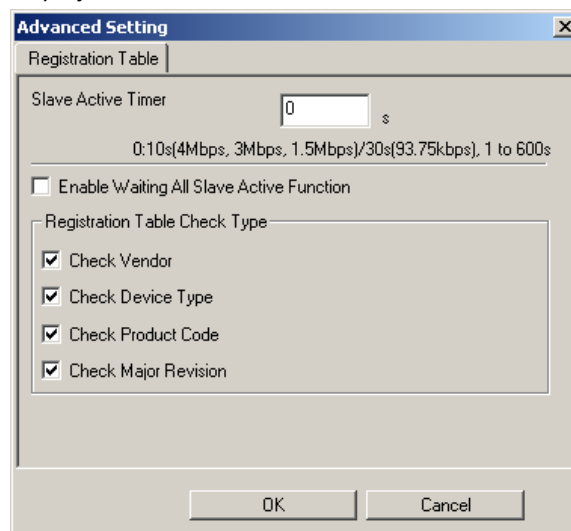 Advanced Setting
Registration Table
Slave Active Timer
0 s
0:10s(4Mbps, 3Mbps, 1.5Mbps)/30s(93.75kbps), 1 to 600s
Enable Waiting All Slave Active Function
Registration Table Check Type
Check Vendor
Check Device Type
Check Product Code
Check Major Revision
OK Cancel